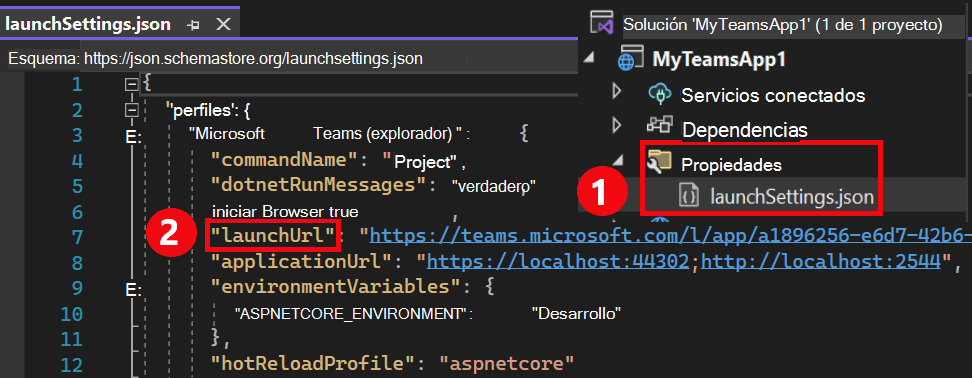 launchSettings.json
Esquema: https://json.schemastore.org/launchsettings.json
1 {
2 "perfiles': {
3 E: "Microsoft Teams (explorador) " : {
4 "commandName": "Project" ,
5 "dotnetRunMessages": "verdadero"
6 iniciar Browser true ,
7 "launchUrl": "https://teams.microsoft.com/l/app/a1896256-e6d7-42b6-
8 "applicationUrl": "https://localhost:44302;http://localhost:2544",
9 E: "environmentVariables": {
10 "ASPNETCORE_ENVIRONMENT" : "Desarrollo"
11 },
12 "hotReloadProfile": "aspnetcore"
2
Solución 'MyTeamsApp1' (1 de 1 proyecto)
MyTeamsApp1
Servicios conectados
Dependencias
Propiedades
1
launchSettings.json